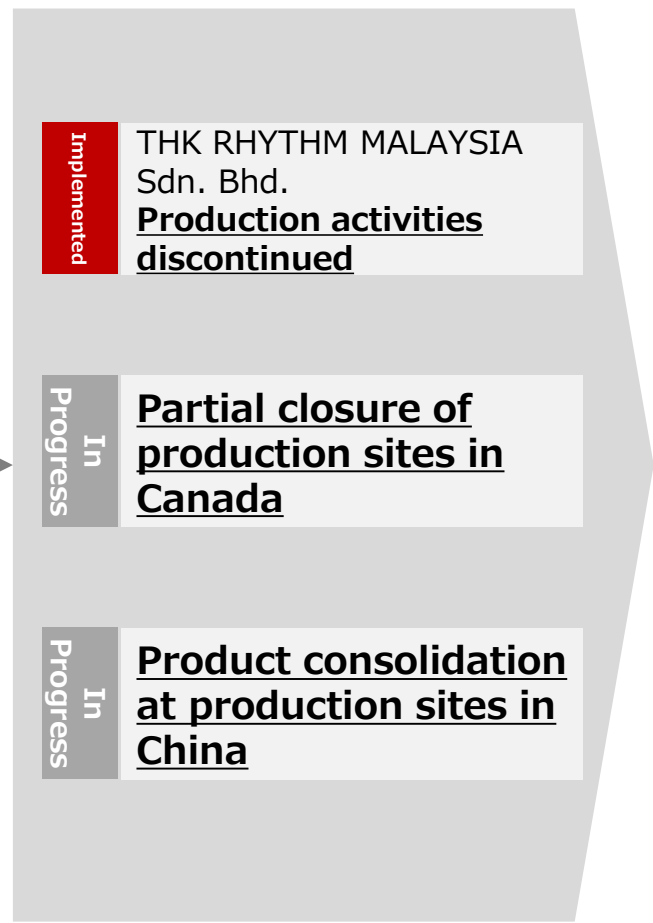 Implemented
THK RHYTHM MALAYSIA
Sdn. Bhd.
Production activities
discontinued
In
Progress
Partial closure of
production sites in
Canada
In
Progress
Product consolidation
at production sites in
China